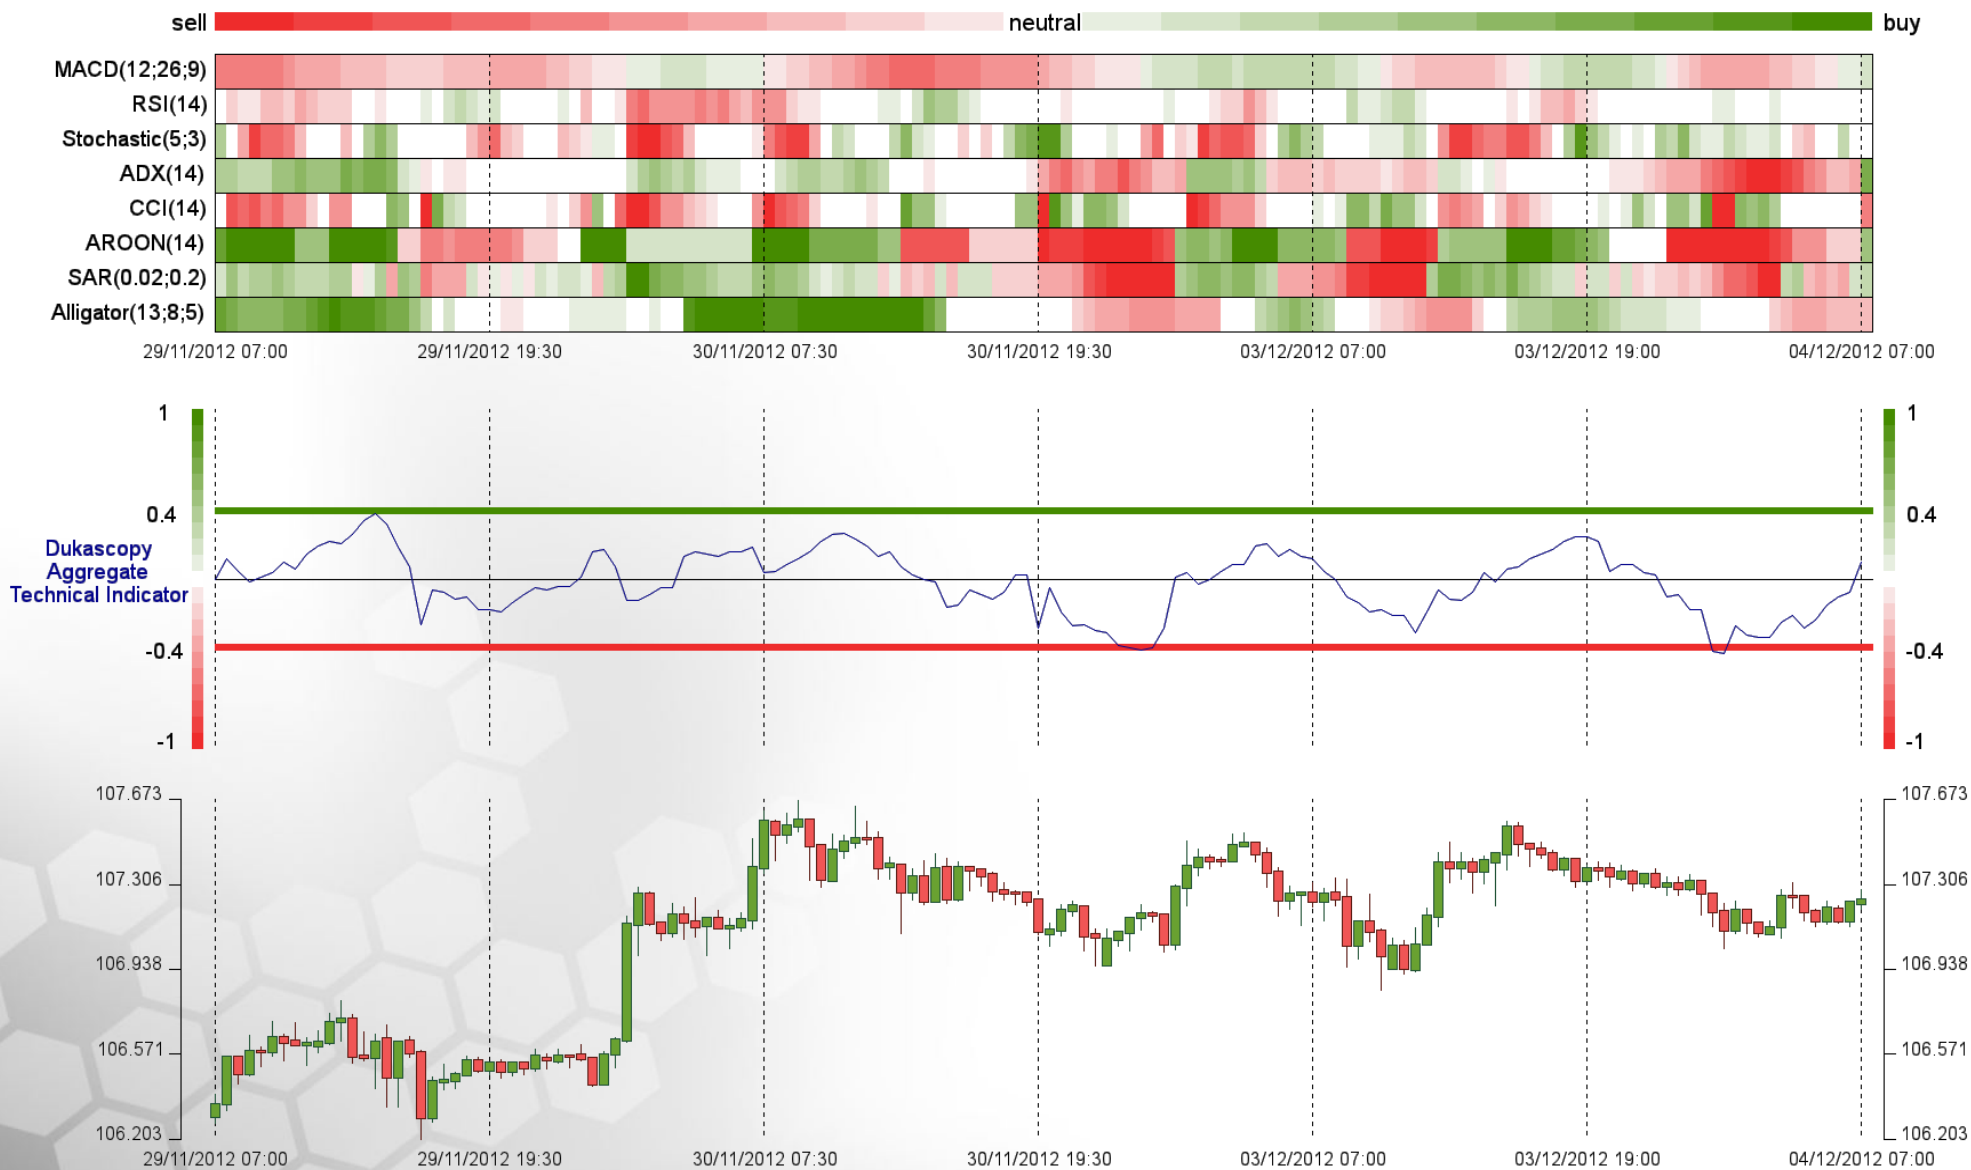 sell neutral buy
MACD(12;26;9)
RSI(14)
Stochastic(5;3)
ADX(14)
CCI(14)
AROON(14)
SAR(0.02;0.2)
Alligator(13;8;5)
29/11/2012 07:00 29/11/2012 19:30 30/11/2012 07:30 30/11/2012 19:30 03/12/2012 07:00 03/12/2012 19:00 04/12/2012 07:00
1 1
0.4 0.4
Dukascopy
Aggregate
Technical Indicator
-0.4 -0.4
-1 -1
107.673 107.673
107.306 107.306
106.938 106.938
106.571 106.571
106.203 106.203
29/11/2012 07:00 29/11/2012 19:30 30/11/2012 07:30 30/11/2012 19:30 03/12/2012 07:00 03/12/2012 19:00 04/12/2012 07:00